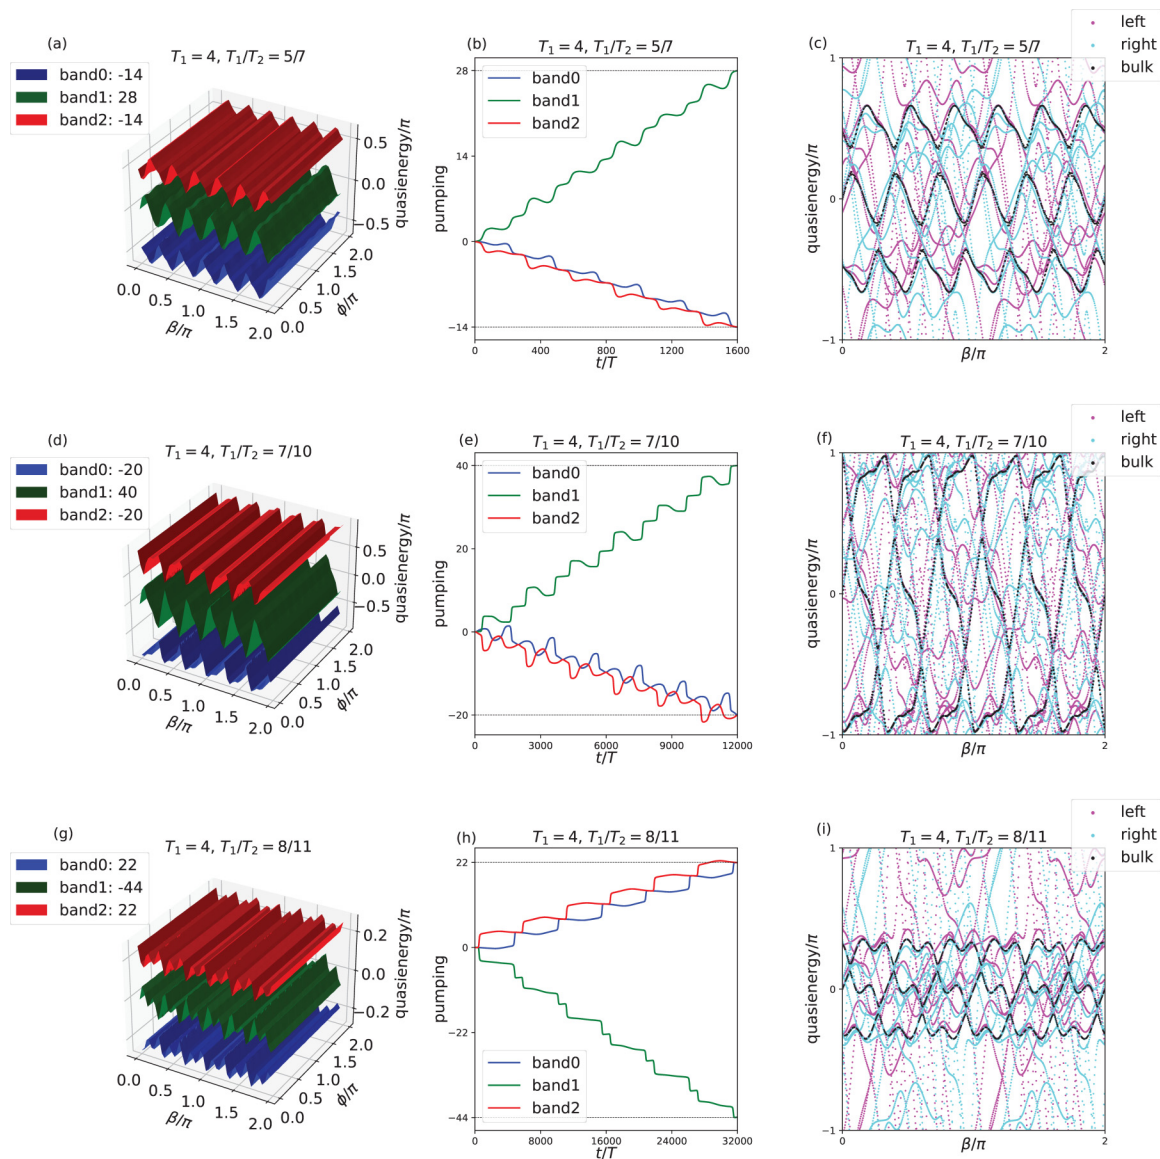 (a)
T₁ = 4, T₁/T₂ = 5/7
band0: -14
band1: 28
band2: -14
0.5
0.0
−0.5
quasienergy/π
0.0
0.5
1.0
1.5
2.0
β/π
0.0
0.5
1.0
1.5
2.0
ϕ/π
(b)
T₁ = 4, T₁/T₂ = 5/7
band0
band1
band2
28
14
0
−14
pumping
0
400
800
1200
1600
t/T
(c)
T₁ = 4, T₁/T₂ = 5/7
left
right
bulk
1
0
−1
quasienergy/π
0
2
β/π
(d)
T₁ = 4, T₁/T₂ = 7/10
band0: -20
band1: 40
band2: -20
0.5
0.0
−0.5
quasienergy/π
0.0
0.5
1.0
1.5
2.0
β/π
0.0
0.5
1.0
1.5
2.0
ϕ/π
(e)
T₁ = 4, T₁/T₂ = 7/10
band0
band1
band2
40
20
0
−20
pumping
0
3000
6000
9000
12000
t/T
(f)
T₁ = 4, T₁/T₂ = 7/10
left
right
bulk
1
0
−1
quasienergy/π
0
2
β/π
(g)
T₁ = 4, T₁/T₂ = 8/11
band0: 22
band1: -44
band2: 22
0.2
0.0
−0.2
quasienergy/π
0.0
0.5
1.0
1.5
2.0
β/π
0.0
0.5
1.0
1.5
2.0
ϕ/π
(h)
T₁ = 4, T₁/T₂ = 8/11
22
0
−22
−44
pumping
band0
band1
band2
0
8000
16000
24000
32000
t/T
(i)
T₁ = 4, T₁/T₂ = 8/11
left
right
bulk
1
0
−1
quasienergy/π
0
2
β/π